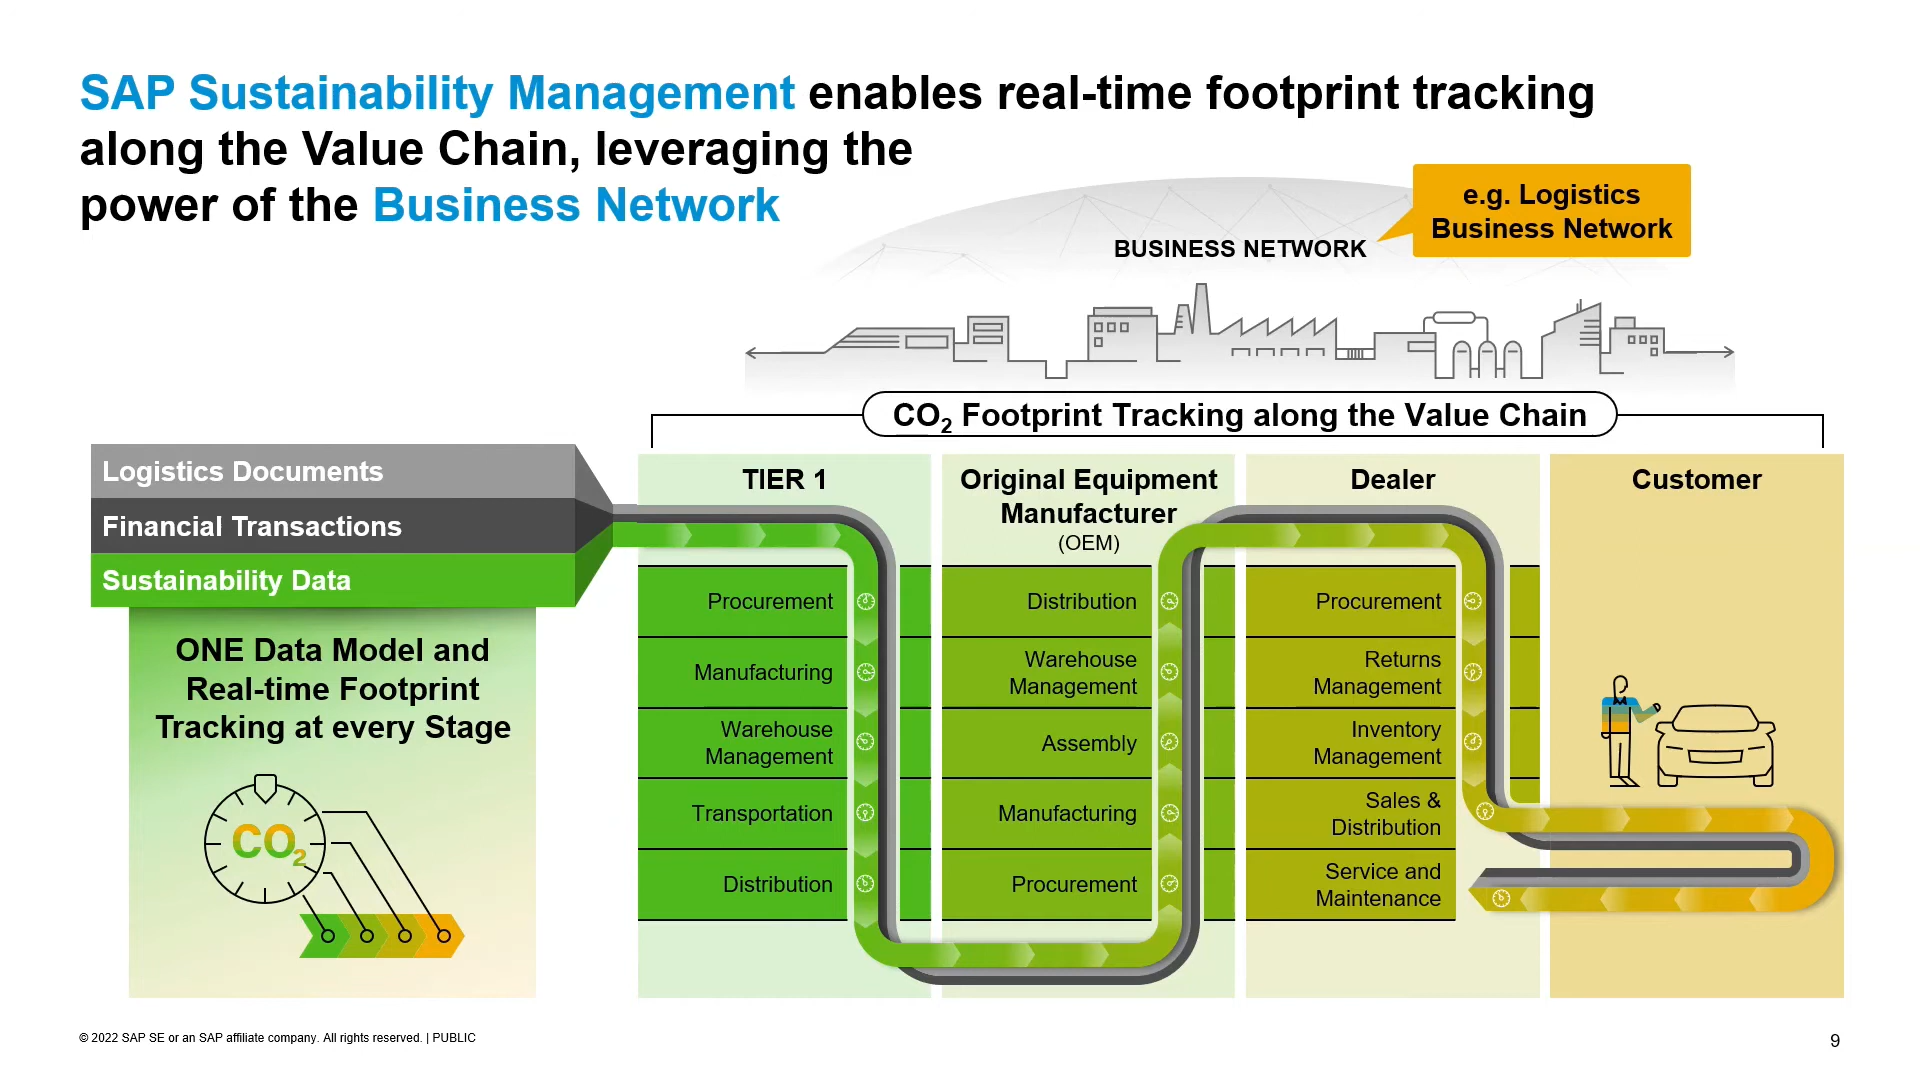 SAP Sustainability Management enables real-time footprint tracking
along the Value Chain, leveraging the
power of the Business Network
e.g. Logistics
Business Network
BUSINESS NETWORK
CO₂ Footprint Tracking along the Value Chain
Logistics Documents
Financial Transactions
Sustainability Data
ONE Data Model and
Real-time Footprint
Tracking at every Stage
CO₂
TIER 1
Procurement
Manufacturing
Warehouse
Management
Transportation
Distribution
Original Equipment
Manufacturer
(OEM)
Distribution
Warehouse
Management
Assembly
Manufacturing
Procurement
Dealer
Procurement
Returns
Management
Inventory
Management
Sales &
Distribution
Service and
Maintenance
Customer
© 2022 SAP SE or an SAP affiliate company. All rights reserved. | PUBLIC
9